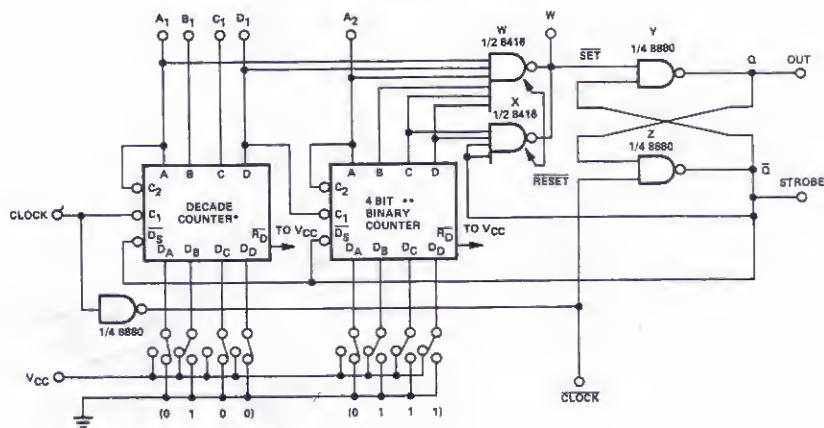 A1 B1 C1 D1 A2 W
W
1/2 8416
SET
Y
1/4 8880
Q OUT
X
1/2 8416
Z
1/4 8880
A B C D
A B C D
C2
C2
RESET
Q
STROBE
CLOCK
C1
DECADE
COUNTER*
C1
4 BIT **
BINARY
COUNTER
DS
RD
TO VCC
DS
RD
TO VCC
DA DB DC DD
DA DB DC DD
1/4 8880
VCC
CLOCK
(0 1 0 0)
(0 1 1 1)